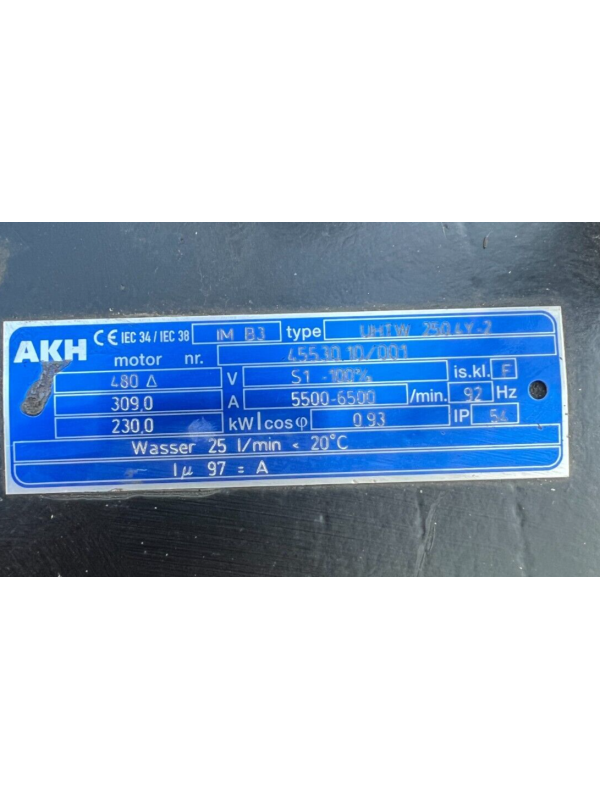 AKH CE IEC 34 / IEC 38 IM B3 type UHTW 250.4Y-2
motor nr. 45530.10/001
480 Δ V S1 -100% is.kl. F
309,0 A 5500-6500 /min. 92 Hz
230,0 kW cosφ 0.93 IP 54
Wasser 25 l/min < 20°C
Iμ 97 = A